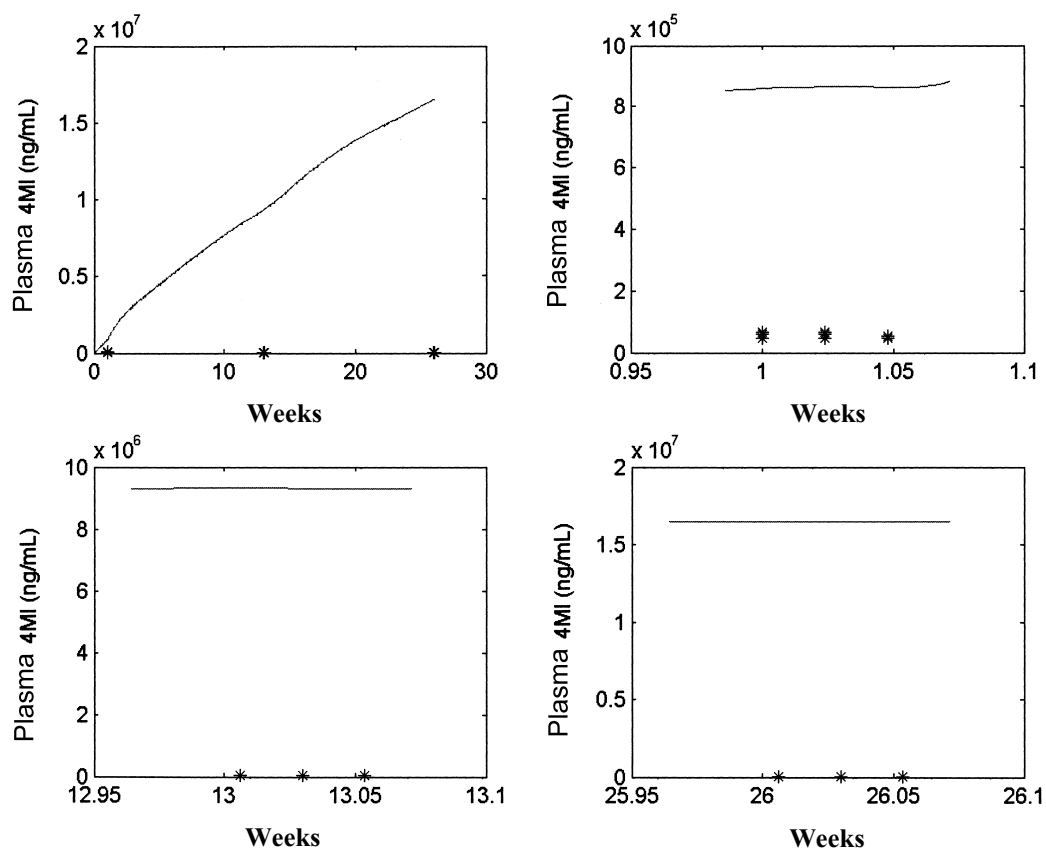 x 10^7
2
1.5
1
0.5
0
0 10 20 30
Plasma 4MI (ng/mL)
Weeks
x 10^5
10
8
6
4
2
0
0.95 1 1.05 1.1
Plasma 4MI (ng/mL)
Weeks
x 10^6
10
8
6
4
2
0
12.95 13 13.05 13.1
Plasma 4MI (ng/mL)
Weeks
x 10^7
2
1.5
1
0.5
0
25.95 26 26.05 26.1
Plasma 4MI (ng/mL)
Weeks